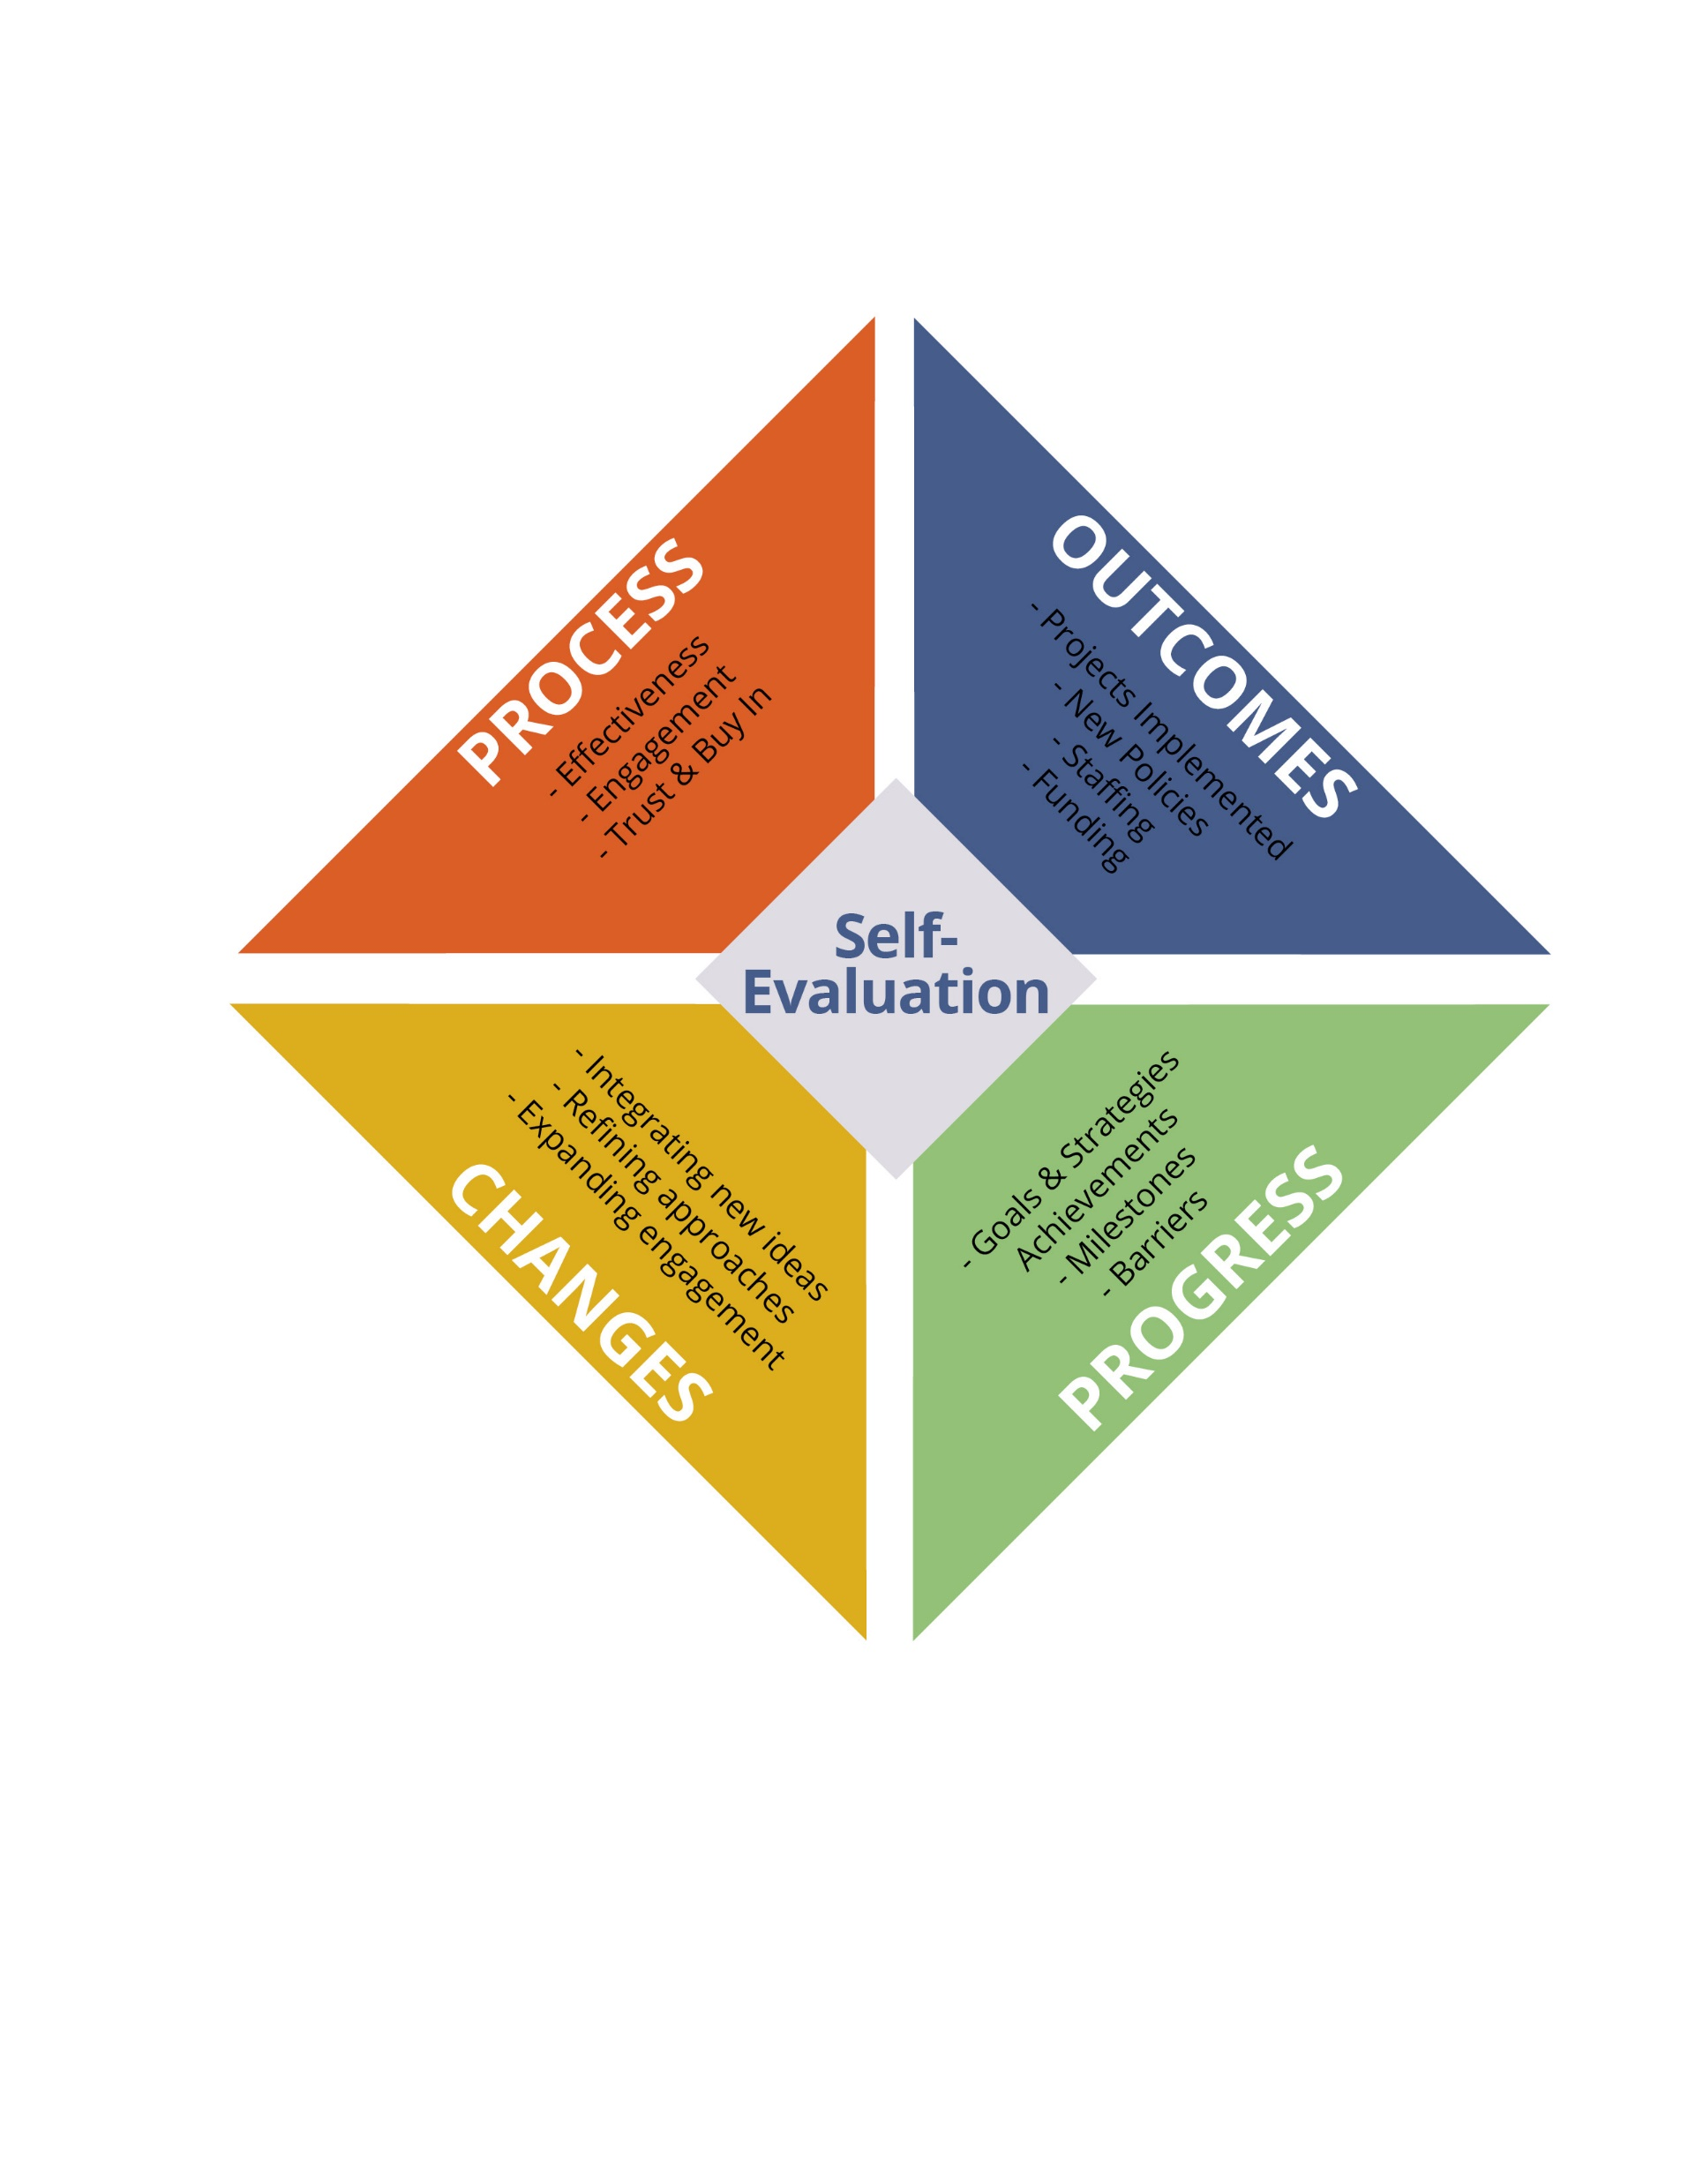 PROCESS
- Effectiveness
- Engagement
- Trust & Buy In
OUTCOMES
- Projects Implemented
- New Policies
- Staffing
- Funding
Self-
Evaluation
- Integrating new ideas
- Refining approaches
- Expanding engagement
CHANGES
- Goals & Strategies
Achievements
- Milestones
- Barriers
PROGRESS